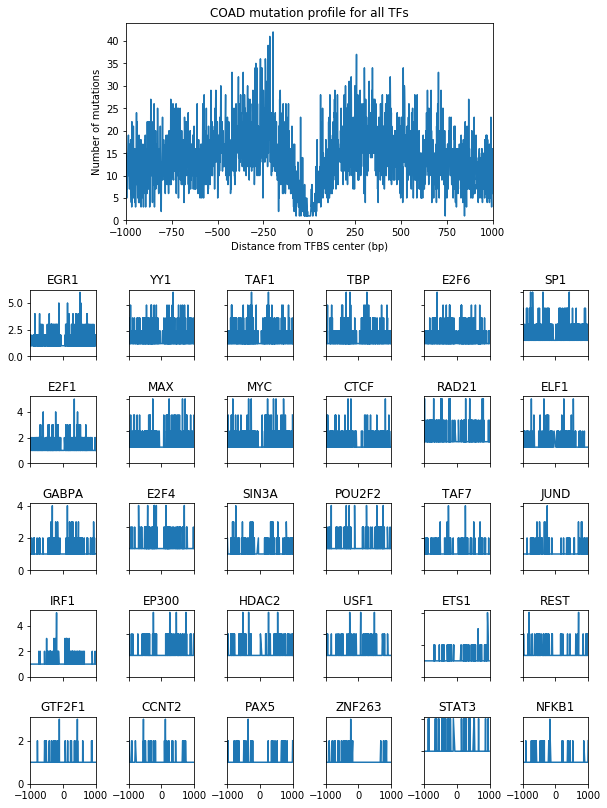 COAD mutation profile for all TFs
Number of mutations
40
35
30
25
20
15
10
5
0
−1000 −750 −500 −250 0 250 500 750 1000
Distance from TFBS center (bp)
EGR1 YY1 TAF1 TBP E2F6 SP1
5.0
2.5
0.0
E2F1 MAX MYC CTCF RAD21 ELF1
4
2
0
GABPA E2F4 SIN3A POU2F2 TAF7 JUND
4
2
0
IRF1 EP300 HDAC2 USF1 ETS1 REST
4
2
0
GTF2F1 CCNT2 PAX5 ZNF263 STAT3 NFKB1
2
0
−1000 0 1000 −1000 0 1000 −1000 0 1000 −1000 0 1000 −1000 0 1000 −1000 0 1000